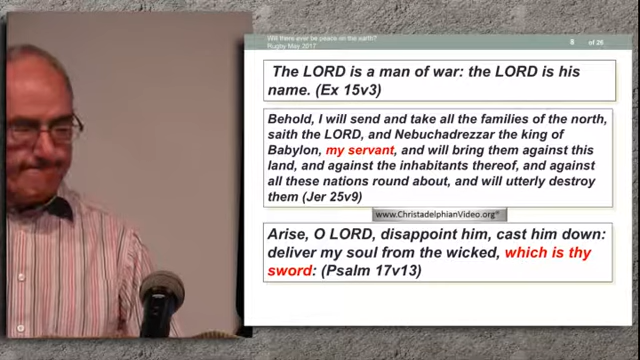 Will there ever be peace on the earth?
Rugby May 2017
8 of 26
The LORD is a man of war: the LORD is his
name. (Ex 15v3)
Behold, I will send and take all the families of the north,
saith the LORD, and Nebuchadrezzar the king of
Babylon, my servant, and will bring them against this
land, and against the inhabitants thereof, and against
all these nations round about, and will utterly destroy
them (Jer 25v9)
www.ChristadelphianVideo.org
Arise, O LORD, disappoint him, cast him down:
deliver my soul from the wicked, which is thy
sword: (Psalm 17v13)